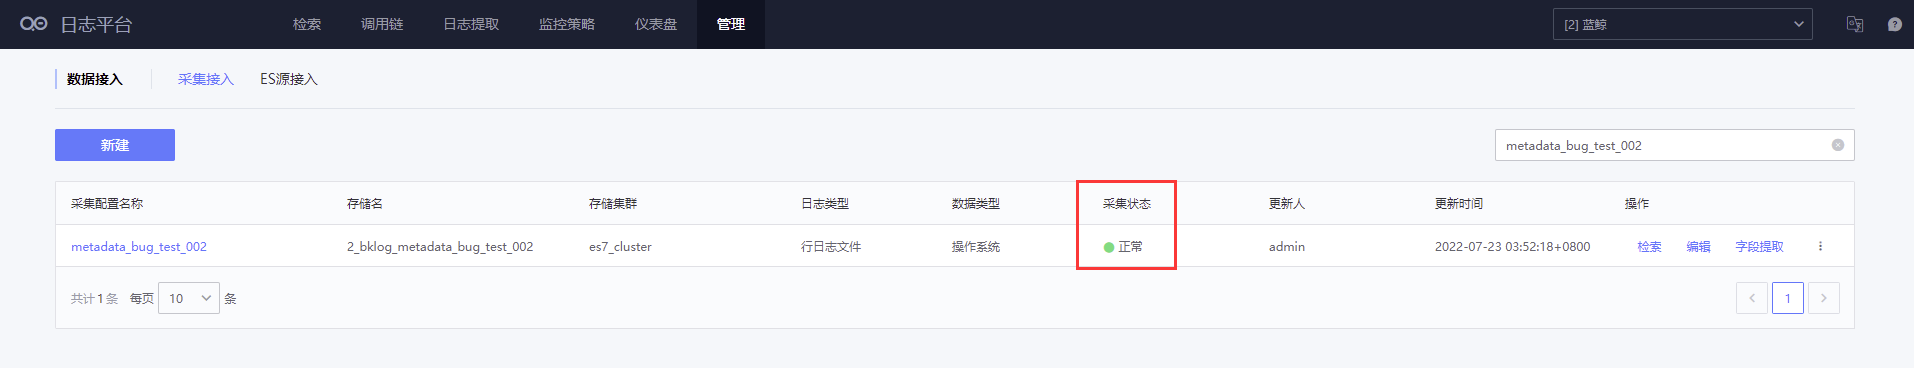 日志平台 检索 调用链 日志提取 监控策略 仪表盘 管理 [2] 蓝鲸
数据接入 采集接入 ES源接入
新建 metadata_bug_test_002
采集配置名称 存储名 存储集群 日志类型 数据类型 采集状态 更新人 更新时间 操作
metadata_bug_test_002 2_bklog_metadata_bug_test_002 es7_cluster 行日志文件 操作系统 正常 admin 2022-07-23 03:52:18+0800 检索 编辑 字段提取
共计 1 条 每页 10 条 1